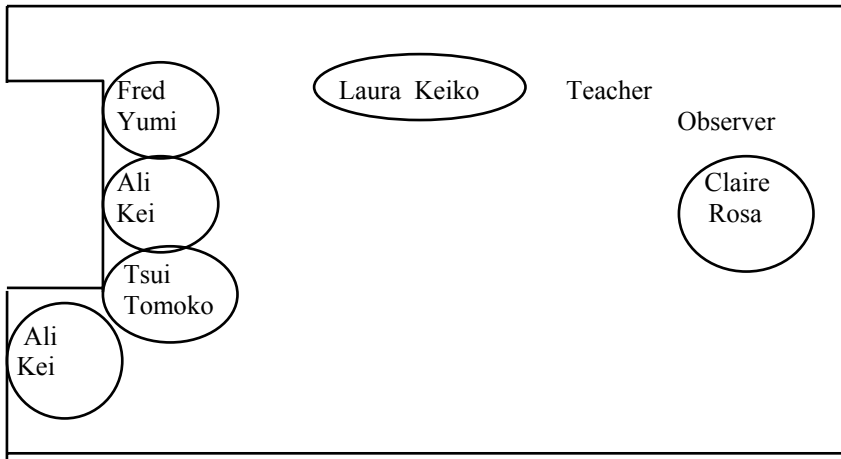 Fred
Yumi
Laura Keiko
Teacher
Observer
Ali
Kei
Claire
Rosa
Tsui
Tomoko
Ali
Kei